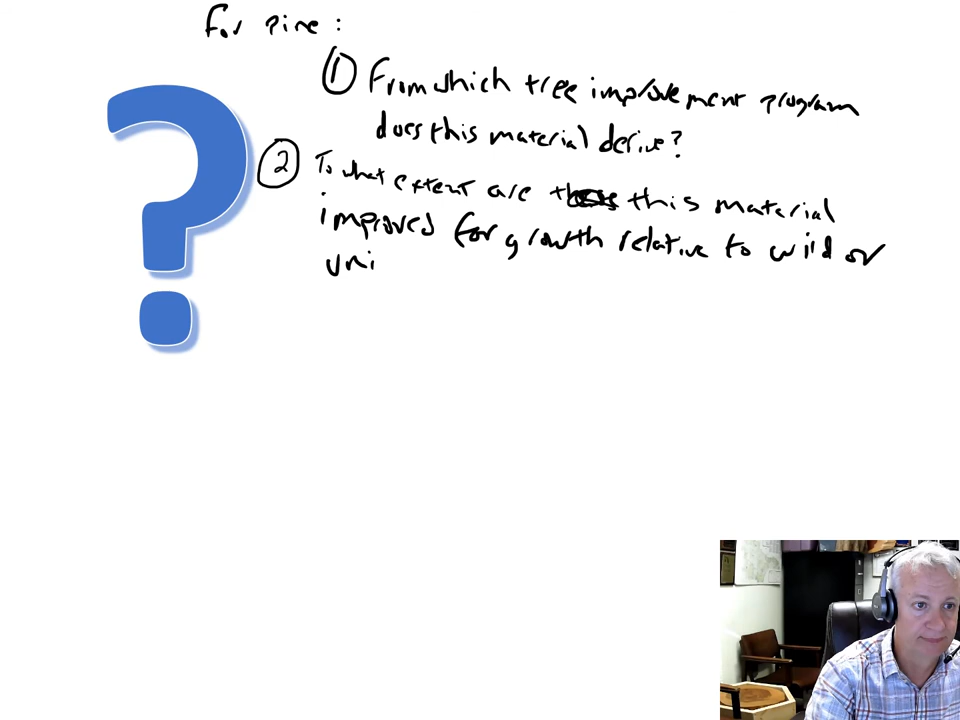 For pine :
① From which tree improvement program
does this material derive?
② To what extent are this material
improved for growth relative to wild or
uni